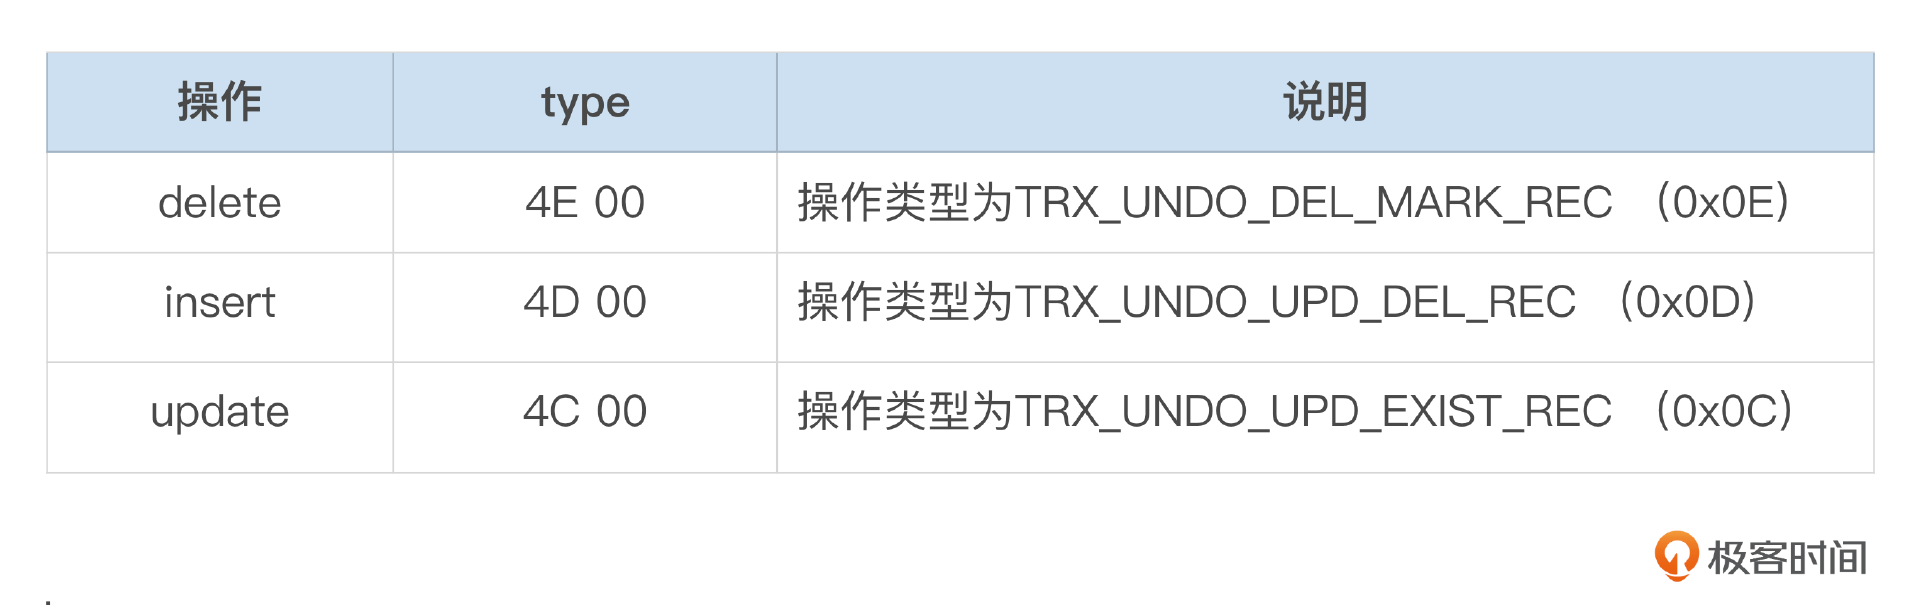 操作 type 说明
delete 4E 00 操作类型为TRX_UNDO_DEL_MARK_REC （0x0E）
insert 4D 00 操作类型为TRX_UNDO_UPD_DEL_REC （0x0D）
update 4C 00 操作类型为TRX_UNDO_UPD_EXIST_REC （0x0C）
极客时间